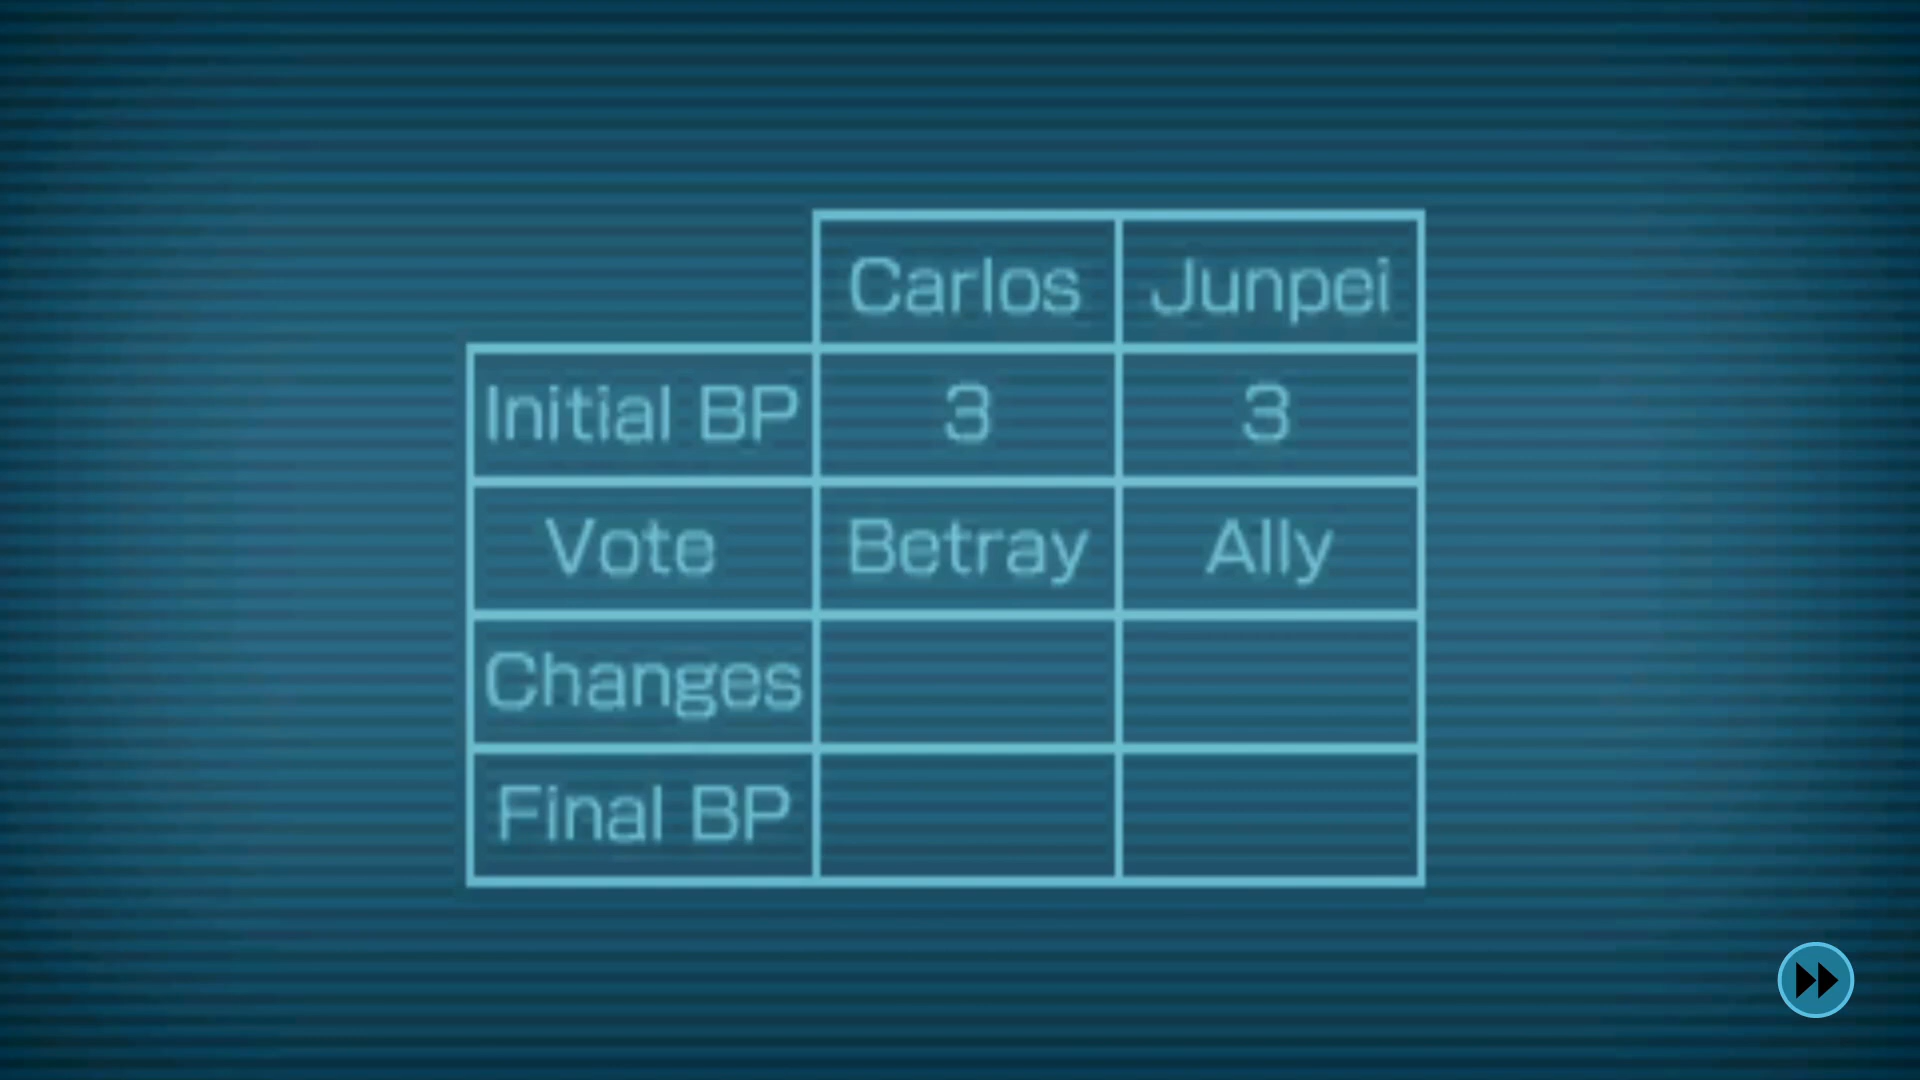 Carlos Junpei
Initial BP 3 3
Vote Betray Ally
Changes
Final BP